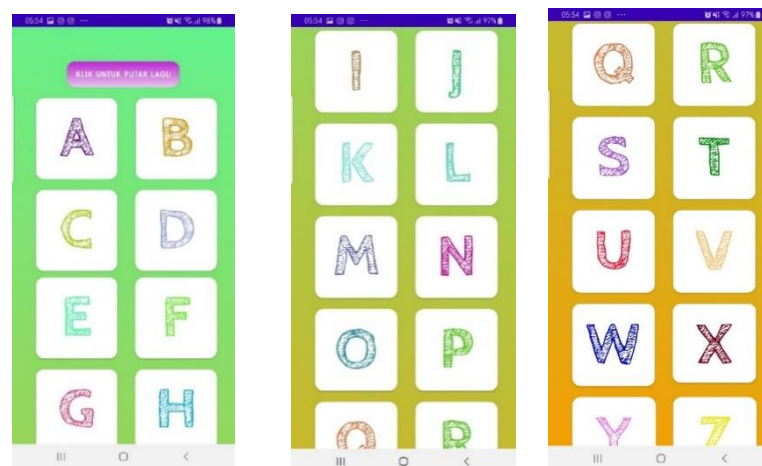 05:54 98%
KLIK UNTUK PUTAR LAGU
A B
C D
E F
G H
05:54 97%
I J
K L
M N
O P
Q R
05:54 97%
Q R
S T
U V
W X
Y Z